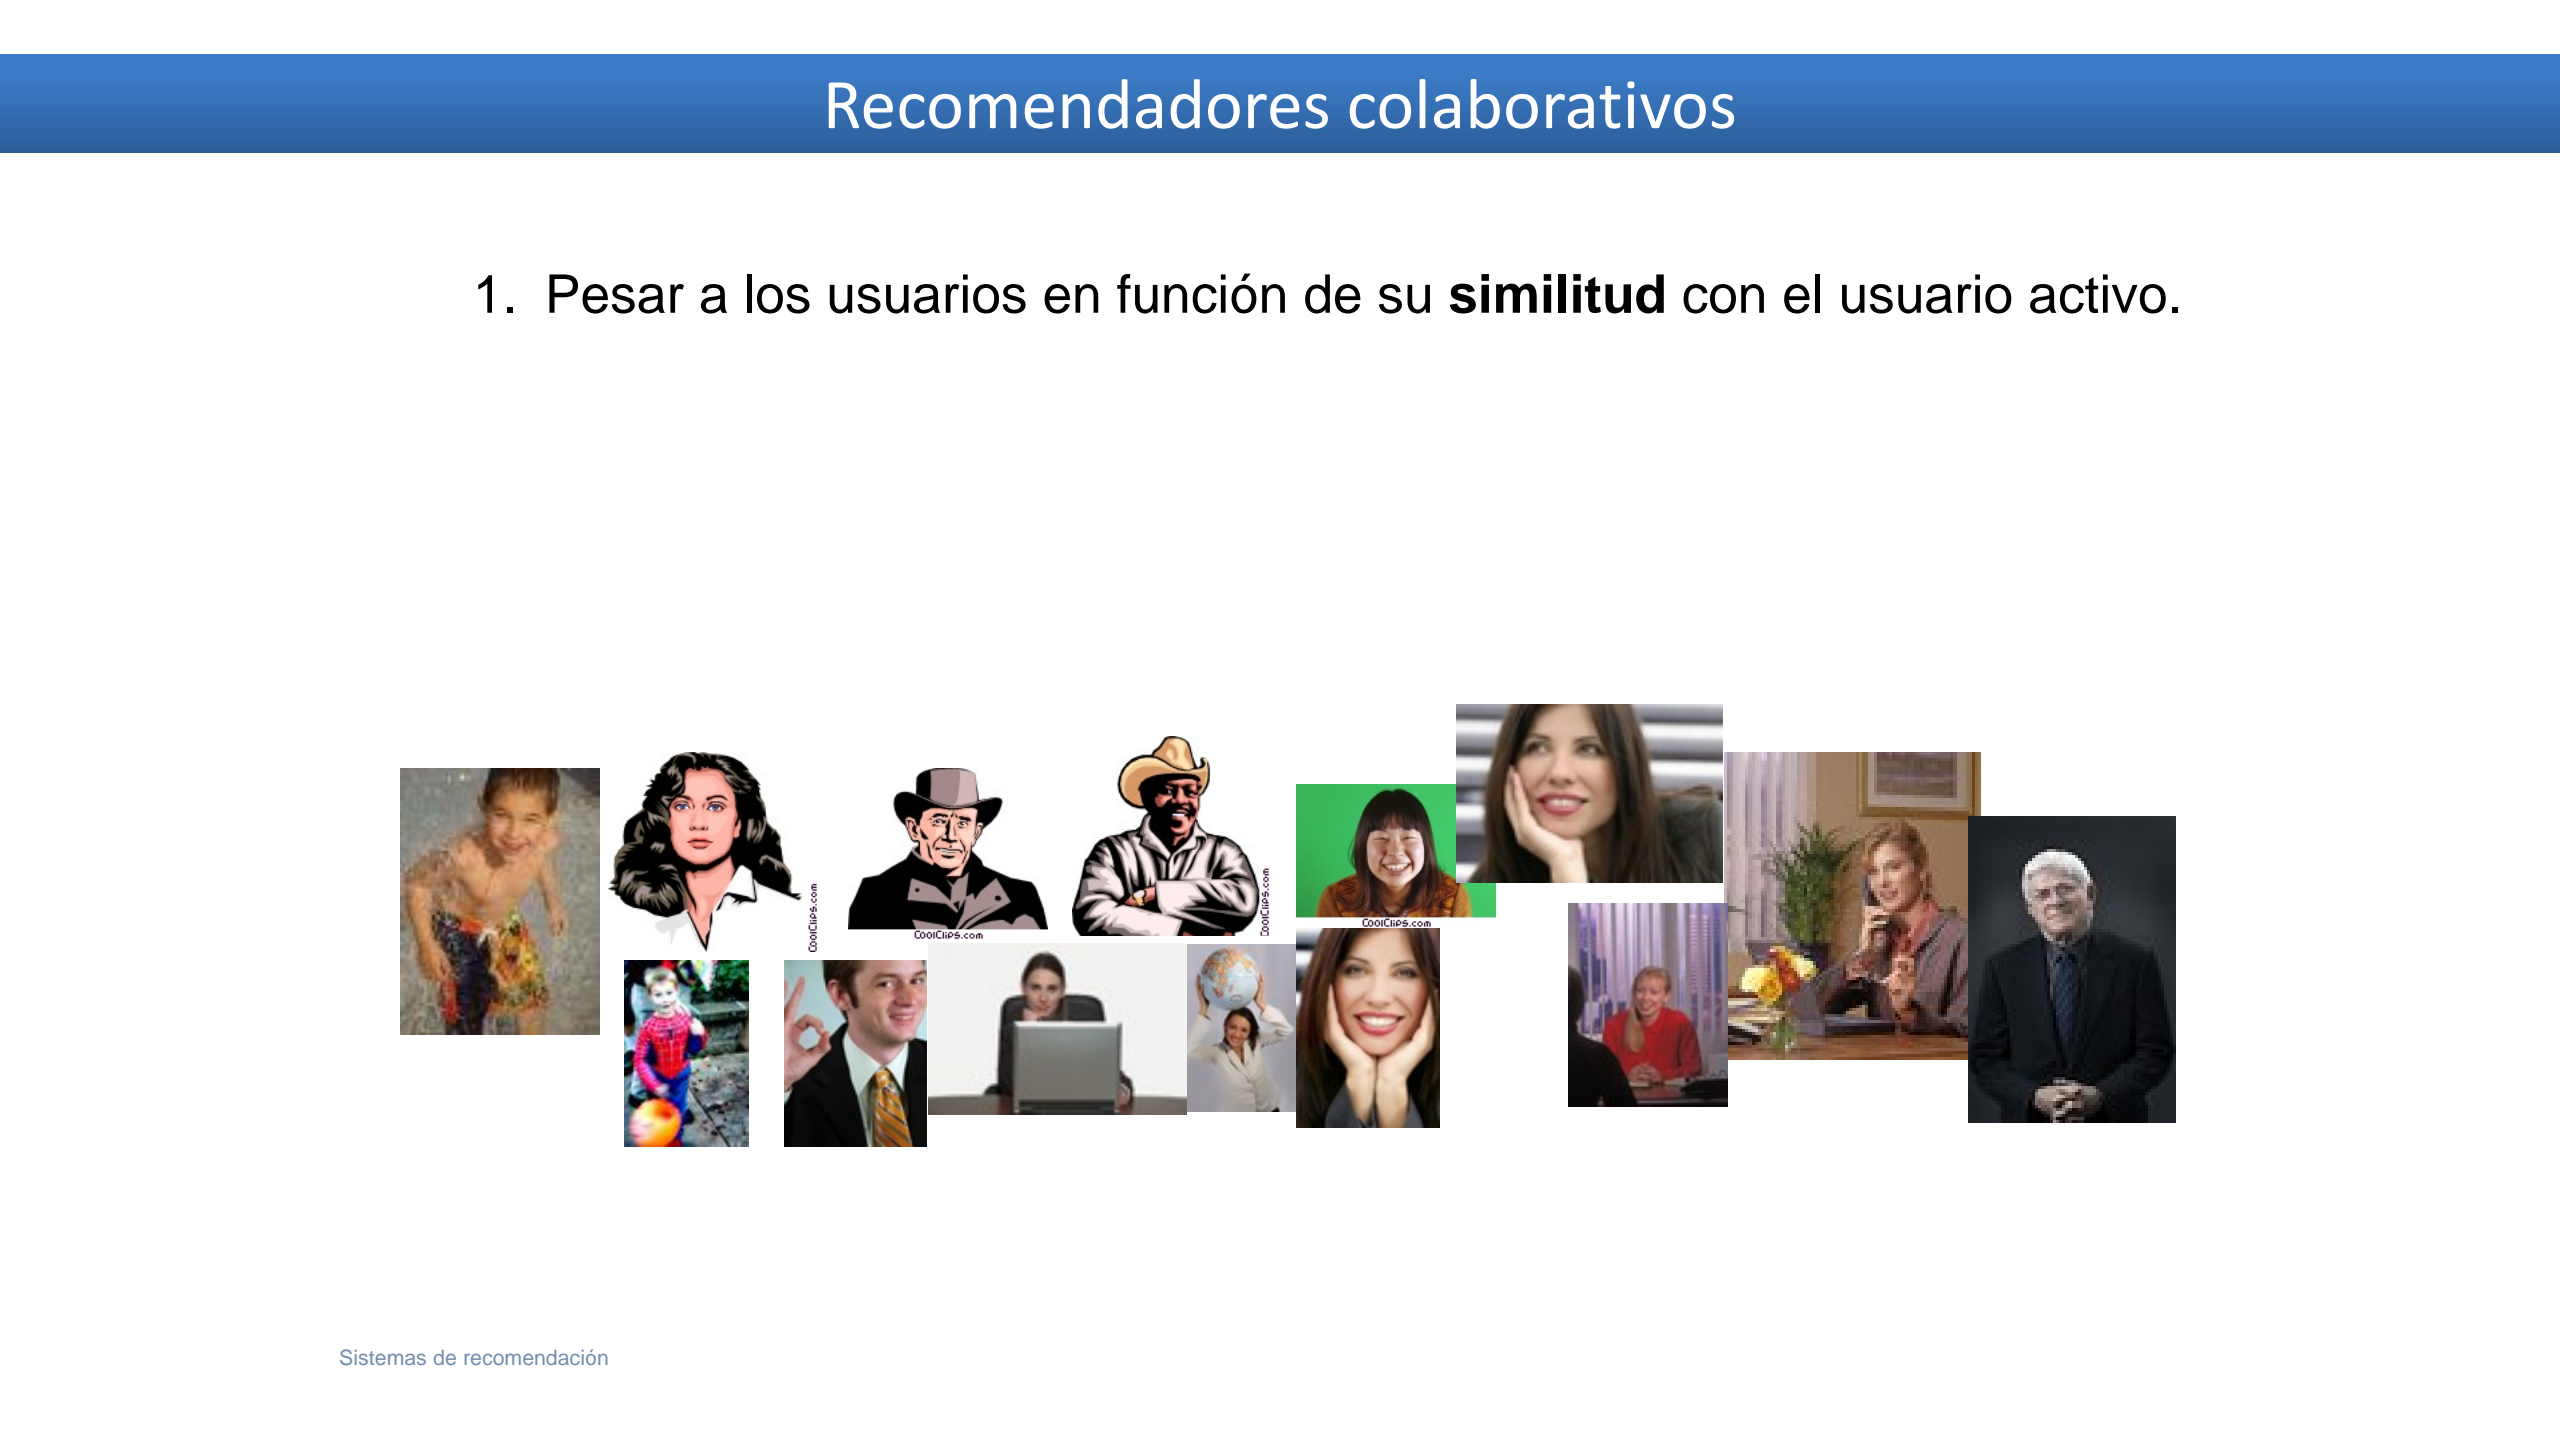 Recomendadores colaborativos
1. Pesar a los usuarios en función de su similitud con el usuario activo.
CoolClips.com
CoolClips.com
CoolClips.com
CoolClips.com
Sistemas de recomendación